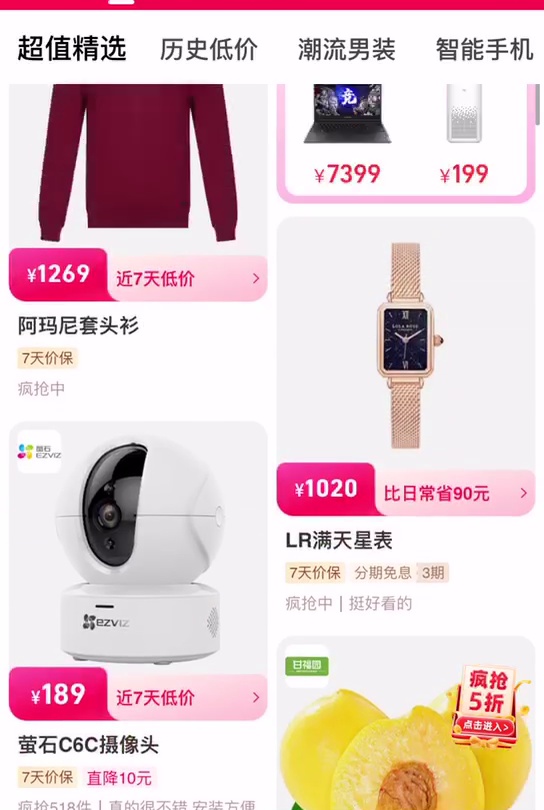 超值精选
历史低价
潮流男装
智能手机
竞
¥7399
¥199
¥1269
近7天低价
阿玛尼套头衫
7天价保
疯抢中
萤石
EZVIZ
ezviz
¥189
近7天低价
萤石C6C摄像头
7天价保
直降10元
疯抢518件｜真的很不错 安装方便
LOLA ROSE
¥1020
比日常省90元
LR满天星表
7天价保
分期免息
3期
疯抢中｜挺好看的
甘福园
疯抢
5折
点击进入>